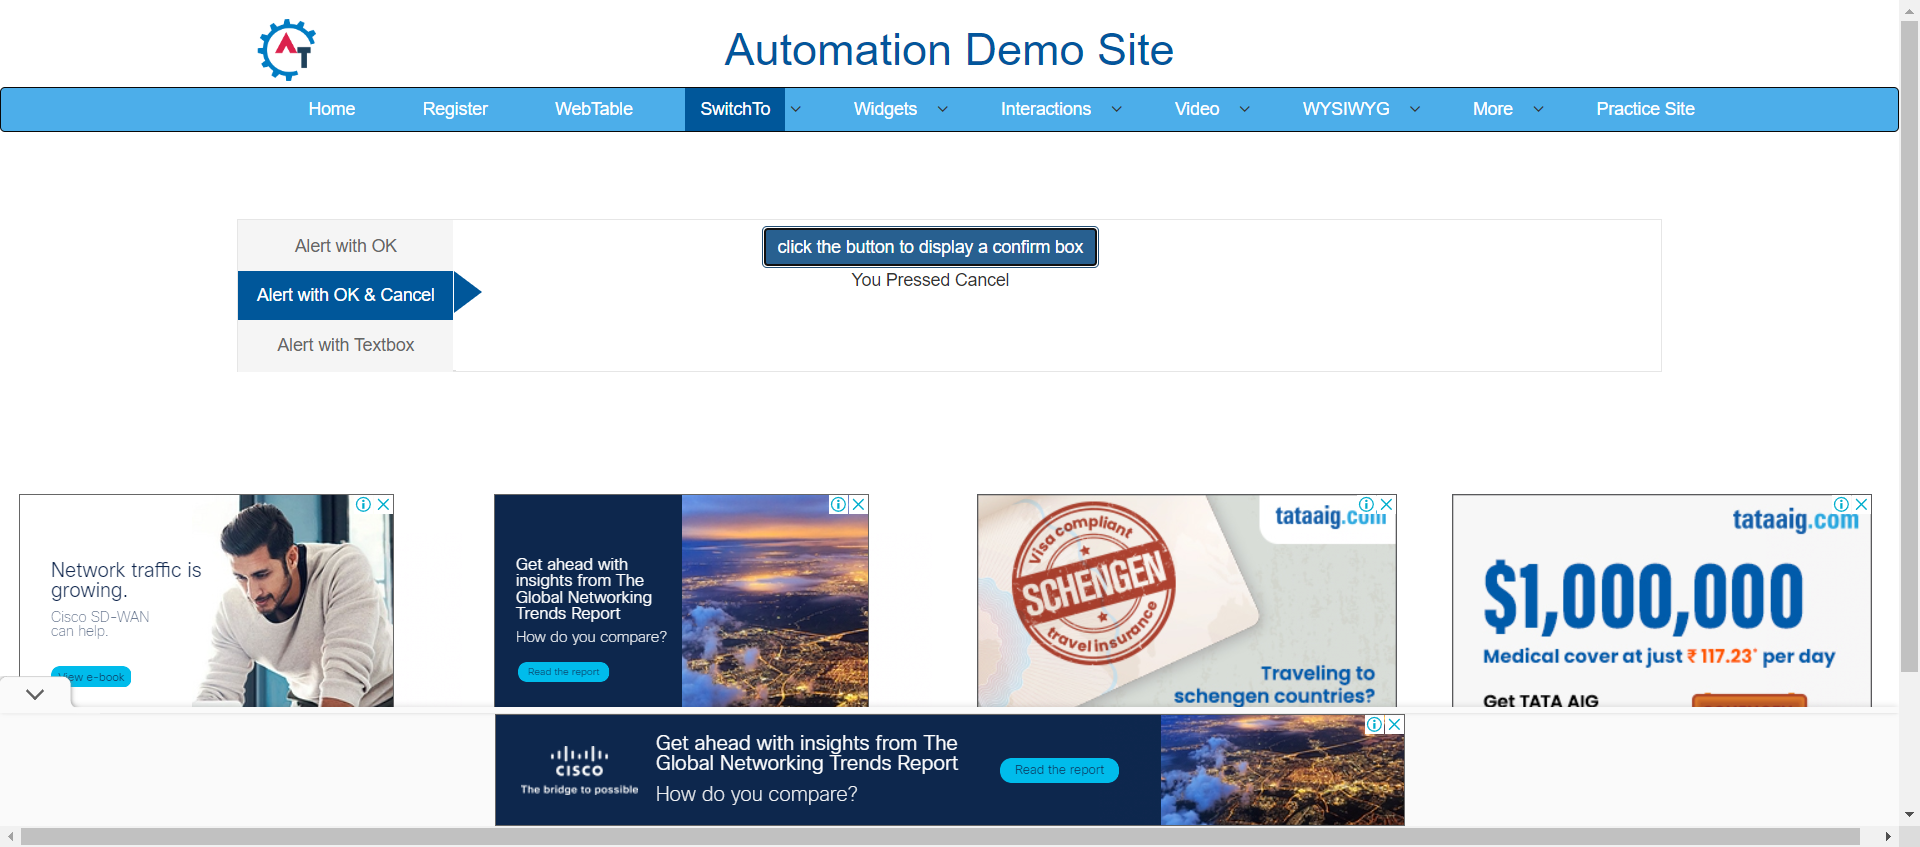 AT
Automation Demo Site
Home Register WebTable SwitchTo Widgets Interactions Video WYSIWYG More Practice Site
Alert with OK
Alert with OK & Cancel
Alert with Textbox
click the button to display a confirm box
You Pressed Cancel
Network traffic is
growing.
Cisco SD-WAN
can help.
View e-book
Get ahead with
insights from The
Global Networking
Trends Report
How do you compare?
Read the report
Visa compliant
SCHENGEN
travel insurance
tataaig.com
Traveling to
schengen countries?
tataaig.com
$1,000,000
Medical cover at just ₹ 117.23* per day
Get TATA AIG
CISCO
The bridge to possible
Get ahead with insights from The
Global Networking Trends Report
How do you compare?
Read the report